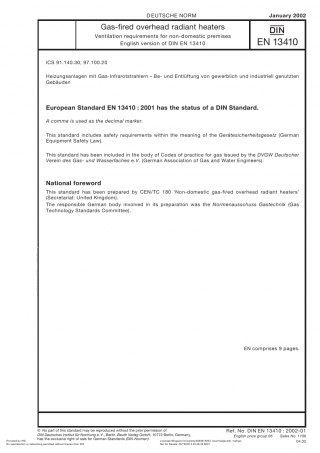 DEUTSCHE NORM
January 2002
Gas-fired overhead radiant heaters
Ventilation requirements for non-domestic premises
English version of DIN EN 13410
DIN
EN 13410
ICS 91.140.30; 97.100.20
Heizungsanlagen mit Gas-Infrarotstrahlern – Be- und Entlüftung von gewerblich und industriell genutzten
Gebäuden
European Standard EN 13410 : 2001 has the status of a DIN Standard.
A comma is used as the decimal marker.
This standard includes safety requirements within the meaning of the Gerätesicherheitsgesetz (German
Equipment Safety Law).
This standard has been included in the body of Codes of practice for gas issued by the DVGW Deutscher
Verein des Gas- und Wasserfaches e.V. (German Association of Gas and Water Engineers).
National foreword
This standard has been prepared by CEN/TC 180 'Non-domestic gas-fired overhead radiant heaters'
(Secretariat: United Kingdom).
The responsible German body involved in its preparation was the Normenausschuss Gastechnik (Gas
Technology Standards Committee).
EN comprises 9 pages.
© No part of this standard may be reproduced without the prior permission of
DIN Deutsches Institut für Normung e. V., Berlin. Beuth Verlag GmbH, 10772 Berlin, Germany,
has the exclusive right of sale for German Standards (DIN-Normen).
Ref. No. DIN EN 13410 : 2002-01
English price group 08 Sales No. 1108